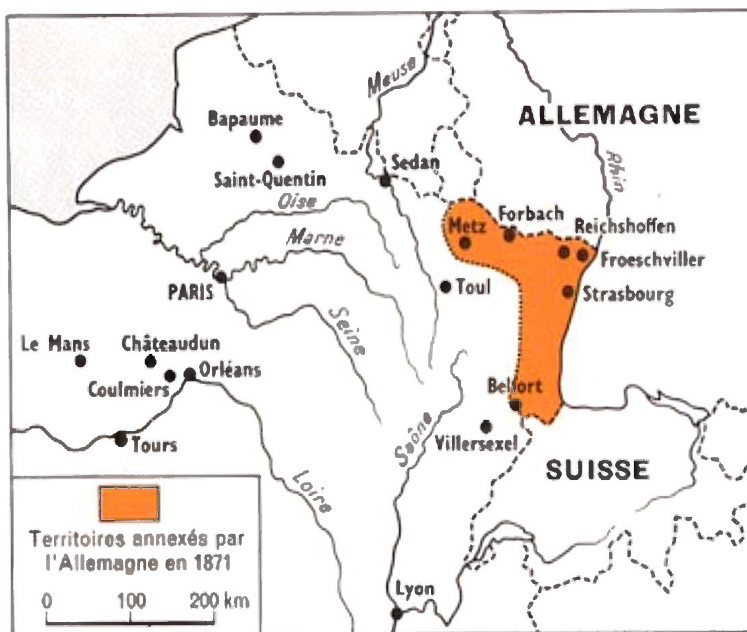 Meuse
ALLEMAGNE
Bapaume
Rhin
Sedan
Saint-Quentin
Oise
Forbach
Reichshoffen
Metz
Marne
Froeschviller
PARIS
Toul
Strasbourg
Seine
Le Mans
Châteaudun
Orléans
Coulmiers
Belfort
Saône
Villersexel
Tours
SUISSE
Loire
Territoires annexés par
l'Allemagne en 1871
0 100 200 km
Lyon